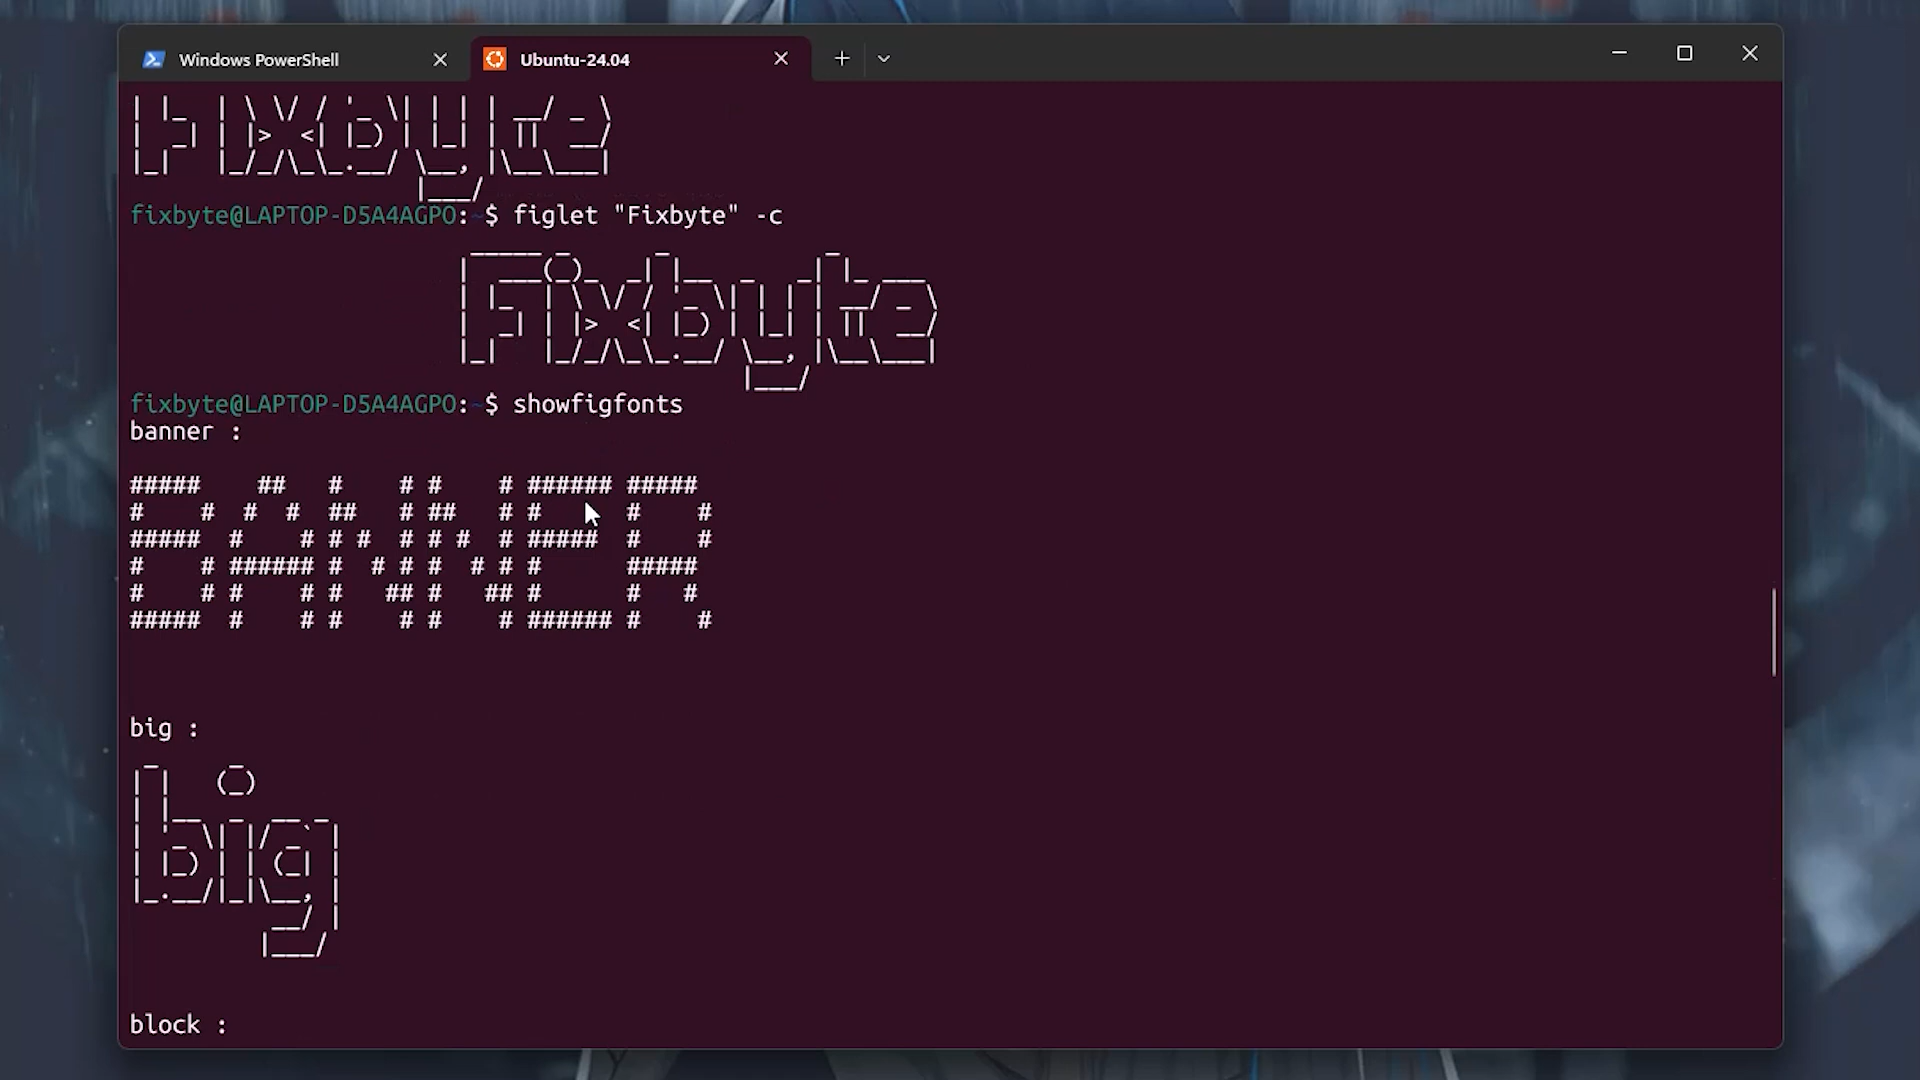 Windows PowerShell
Ubuntu-24.04
Fixbyte
fixbyte@LAPTOP-D5A4AGPO:~$ figlet "Fixbyte" -c
Fixbyte
fixbyte@LAPTOP-D5A4AGPO:~$ showfigfonts
banner :
BANNER
big :
big
block :